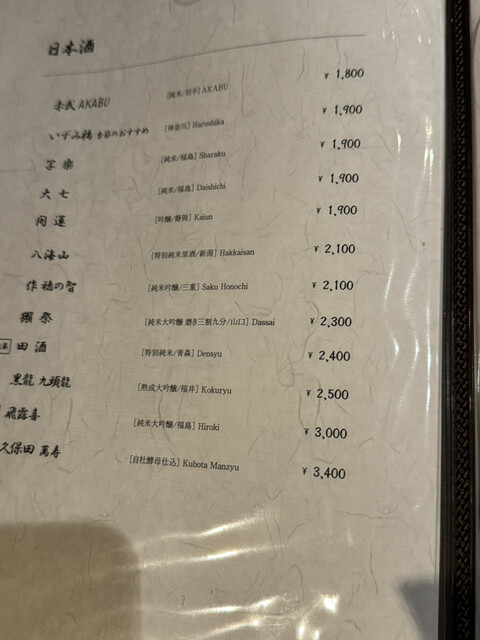 日本酒
赤武 AKABU [純米/岩手] AKABU ¥ 1,800
いづみ橋 季節のおすすめ [神奈川] Harushika ¥ 1,900
写楽 [純米/福島] Sharaku ¥ 1,900
大七 [純米/福島] Daishichi ¥ 1,900
開運 [吟醸/静岡] Kaiun ¥ 1,900
八海山 [特別純米原酒/新潟] Hakkaisan ¥ 2,100
作 穂の智 [純米吟醸/三重] Saku Honochi ¥ 2,100
獺祭 [純米大吟醸 磨き三割九分/山口] Dassai ¥ 2,300
田酒 [特別純米/青森] Densyu ¥ 2,400
黒龍 九頭龍 [熟成大吟醸/福井] Kokuryu ¥ 2,500
飛露喜 [純米大吟醸/福島] Hiroki ¥ 3,000
久保田 萬寿 [自社酵母仕込] Kubota Manzyu ¥ 3,400